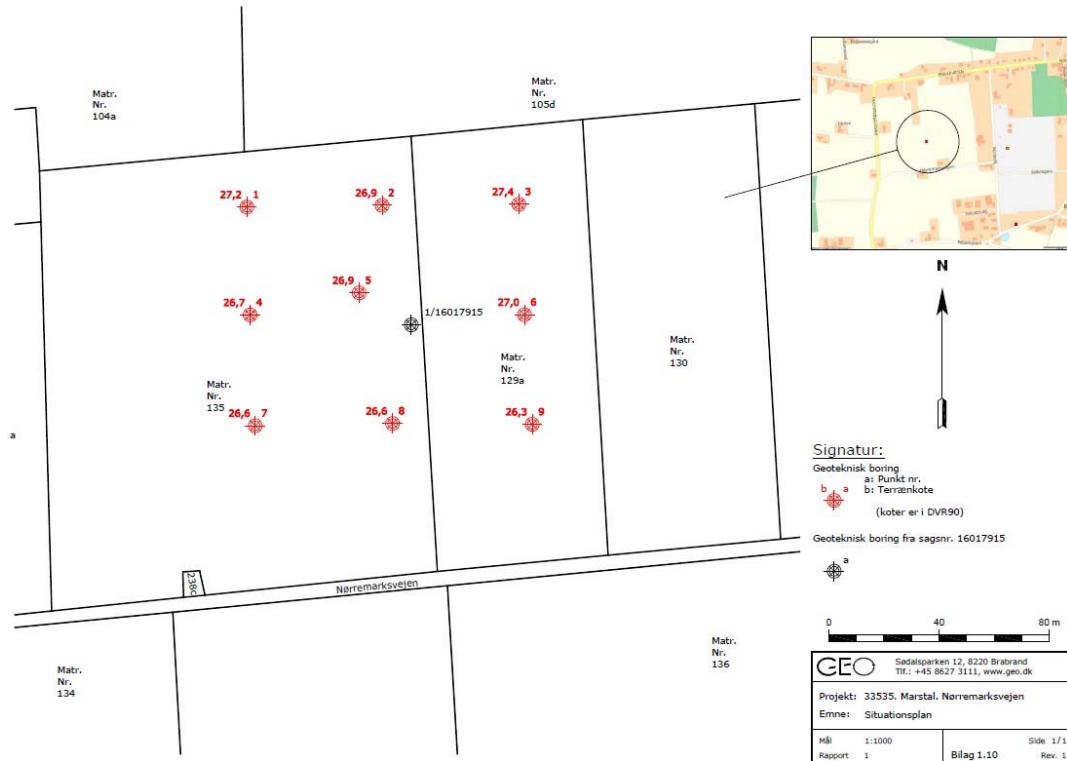 Matr.
Nr.
104a
Matr.
Nr.
105d
27,2 1
26,9 2
27,4 3
26,9 5
26,7 4
1/16017915
27,0 6
Matr.
Nr.
130
Matr.
Nr.
129a
Matr.
Nr.
135
26,6 7
26,6 8
26,3 9
a
238c
Nørremarksvejen
Matr.
Nr.
134
Matr.
Nr.
136
N
Signatur:
Geoteknisk boring
a: Punkt nr.
b a b: Terrænkote
(koter er i DVR90)
Geoteknisk boring fra sagsnr. 16017915
a
0 40 80 m
GEO
Sødalsparken 12, 8220 Brabrand
Tlf.: +45 8627 3111, www.geo.dk
Projekt: 33535. Marstal. Nørremarksvejen
Emne: Situationsplan
Mål 1:1000 Side 1/1
Rapport 1 Bilag 1.10 Rev. 1